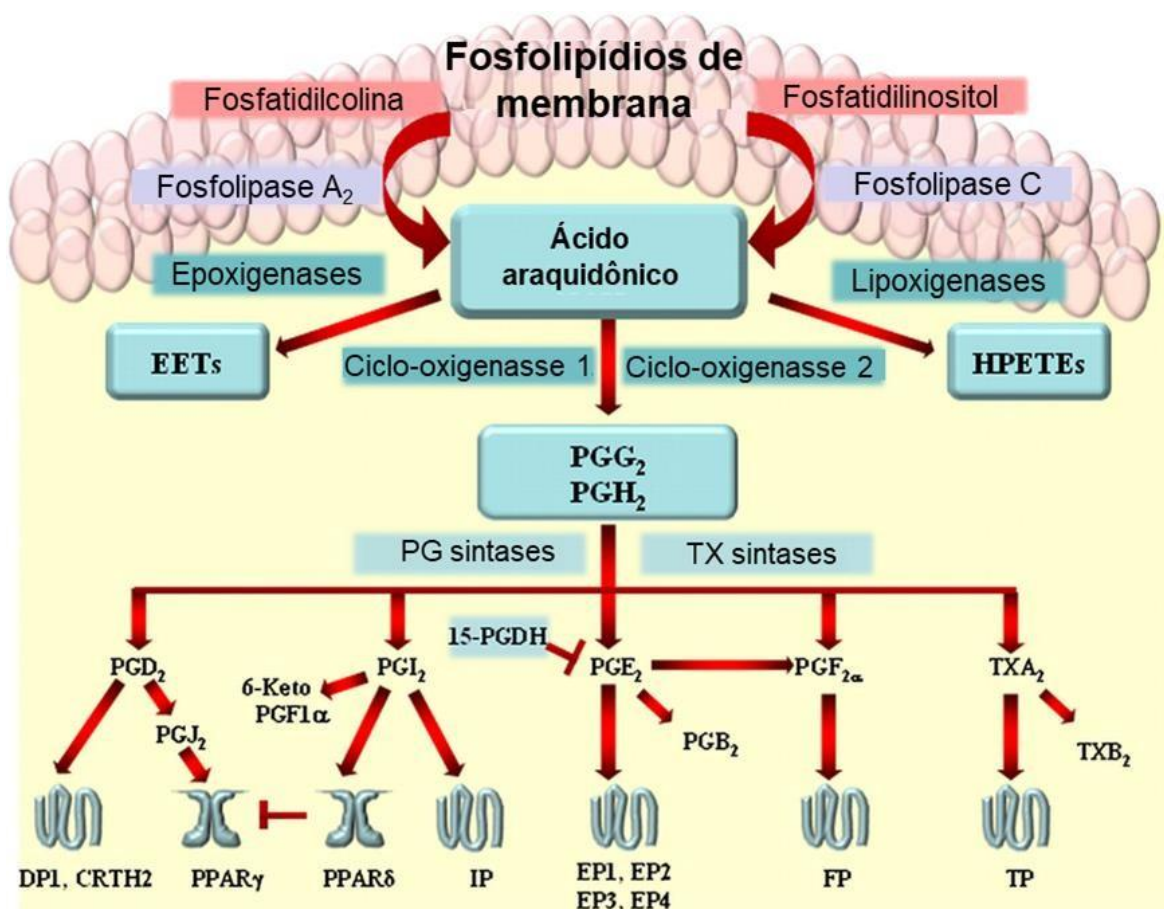 Fosfolipídios de
membrana
Fosfatidilcolina
Fosfatidilinositol
Fosfolipase A₂
Fosfolipase C
Ácido
araquidônico
Epoxigenases
Lipoxigenases
EETs
Ciclo-oxigenasse 1
Ciclo-oxigenasse 2
HPETEs
PGG₂
PGH₂
PG sintases
TX sintases
15-PGDH
PGD₂
PGI₂
PGE₂
PGF₂α
TXA₂
6-Keto
PGF1α
PGJ₂
PGB₂
TXB₂
DP1, CRTH2
PPARγ
PPARδ
IP
EP1, EP2
EP3, EP4
FP
TP